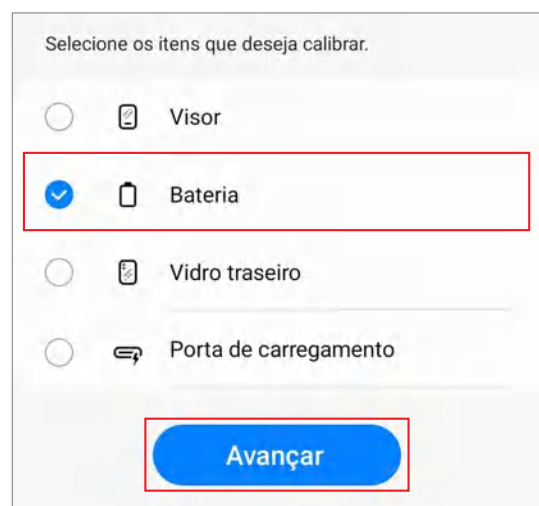 Selecione os itens que deseja calibrar.
Visor
Bateria
Vidro traseiro
Porta de carregamento
Avançar